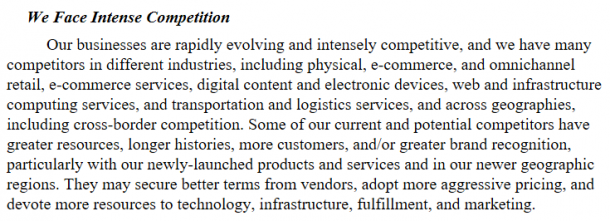 We Face Intense Competition
Our businesses are rapidly evolving and intensely competitive, and we have many
competitors in different industries, including physical, e-commerce, and omnichannel
retail, e-commerce services, digital content and electronic devices, web and infrastructure
computing services, and transportation and logistics services, and across geographies,
including cross-border competition. Some of our current and potential competitors have
greater resources, longer histories, more customers, and/or greater brand recognition,
particularly with our newly-launched products and services and in our newer geographic
regions. They may secure better terms from vendors, adopt more aggressive pricing, and
devote more resources to technology, infrastructure, fulfillment, and marketing.